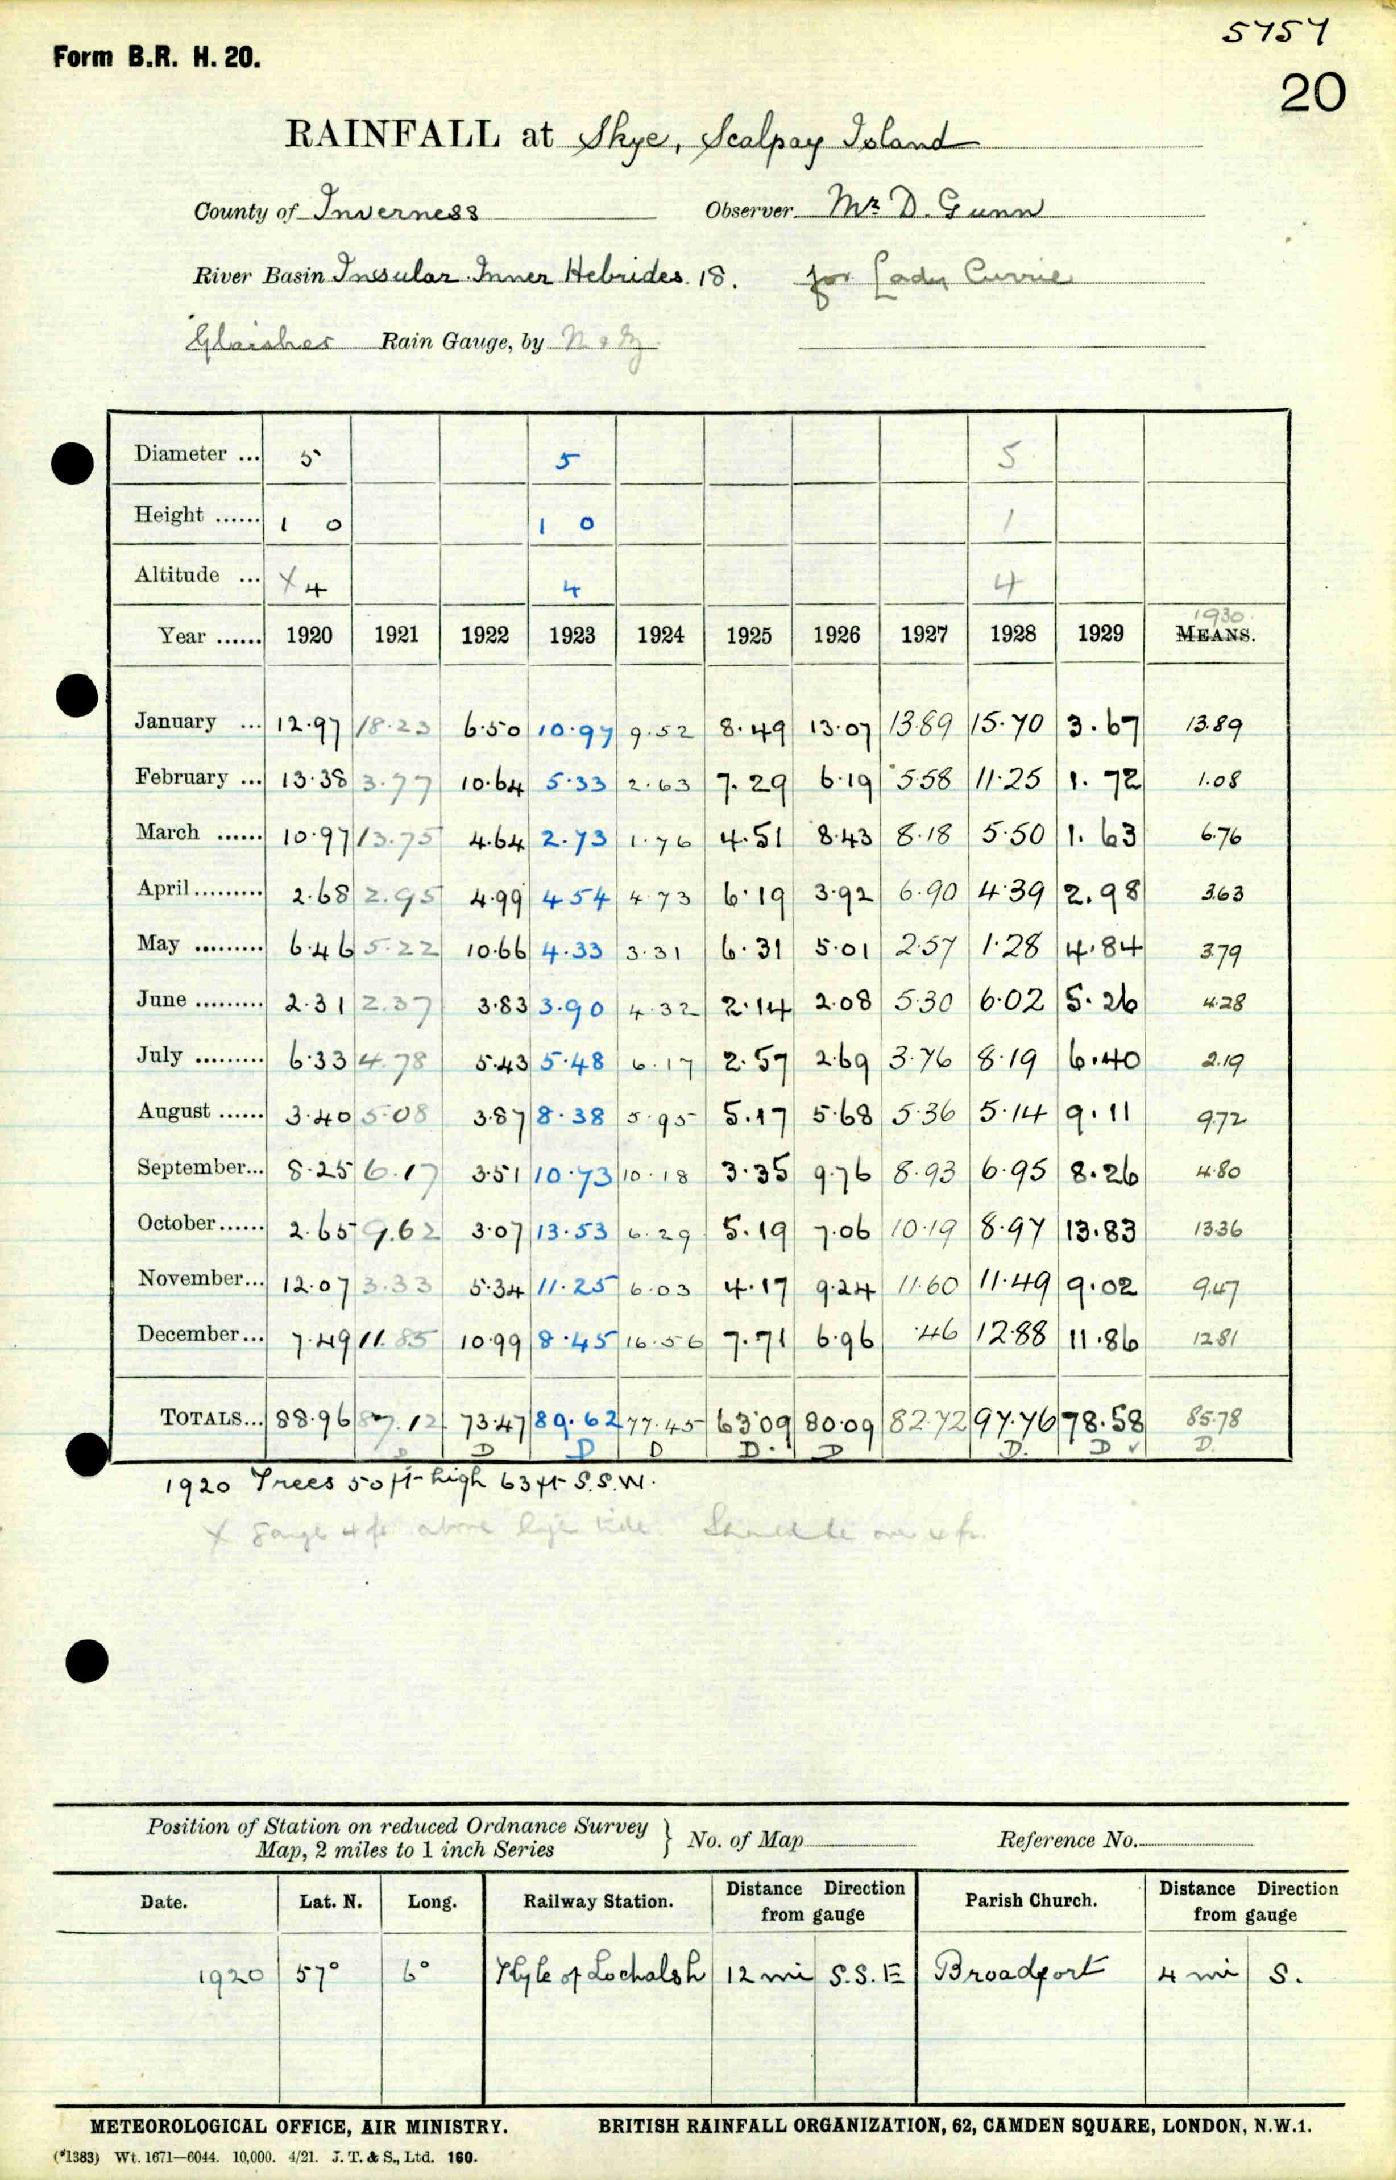 5757
Form B.R. H. 20.
20
RAINFALL at Skye, Scalpay Island
County of Inverness Observer Mr D. Gunn
River Basin Insular Inner Hebrides 18. for Lady Currie
Glaisher Rain Gauge, by N & Z
Diameter ... 5 5 5
Height ...... 1 0 1 0 1
Altitude ... X 4 4 4
1930
Year ...... 1920 1921 1922 1923 1924 1925 1926 1927 1928 1929 MEANS.
January ... 12.97 18.23 6.50 10.97 9.52 8.49 13.07 13.89 15.70 3.67 13.89
February ... 13.38 3.77 10.64 5.33 2.63 7.29 6.19 5.58 11.25 1.72 1.08
March ...... 10.97 13.75 4.64 2.73 1.76 4.51 8.43 8.18 5.50 1.63 6.76
April......... 2.68 2.95 4.99 4.54 4.73 6.19 3.92 6.90 4.39 2.98 3.63
May ......... 6.46 5.22 10.66 4.33 3.31 6.31 5.01 2.57 1.28 4.84 3.79
June ......... 2.31 2.37 3.83 3.90 4.32 2.14 2.08 5.30 6.02 5.26 4.28
July ......... 6.33 4.78 5.43 5.48 6.17 2.57 2.69 3.76 8.19 6.40 2.19
August ...... 3.40 5.08 3.87 8.38 5.95 5.17 5.68 5.36 5.14 9.11 9.72
September... 8.25 6.17 3.51 10.73 10.18 3.35 9.76 8.93 6.95 8.26 4.80
October...... 2.65 9.62 3.07 13.53 6.29 5.19 7.06 10.19 8.97 13.83 13.36
November... 12.07 3.33 5.34 11.25 6.03 4.17 9.24 11.60 11.49 9.02 9.47
December... 7.49 11.85 10.99 8.45 16.56 7.71 6.96 .46 12.88 11.86 12.81
TOTALS... 88.96 87.12 73.47 89.62 77.45 63.09 80.09 82.72 97.76 78.58 85.78
D D D D D. D D. D ✓ D.
1920 Trees 50 ft high 63 ft S.S.W.
X gauge 4 ft above high tide. Should be over 4 ft.
Position of Station on reduced Ordnance Survey
Map, 2 miles to 1 inch Series } No. of Map Reference No.
Date. Lat. N. Long. Railway Station. Distance Direction from gauge Parish Church. Distance Direction from gauge
1920 57° 6° Kyle of Lochalsh 12 mi S.S.E Broadford 4 mi S.
METEOROLOGICAL OFFICE, AIR MINISTRY. BRITISH RAINFALL ORGANIZATION, 62, CAMDEN SQUARE, LONDON, N.W.1.
(*1383) Wt. 1671—6044. 10,000. 4/21. J. T. & S., Ltd. 160.